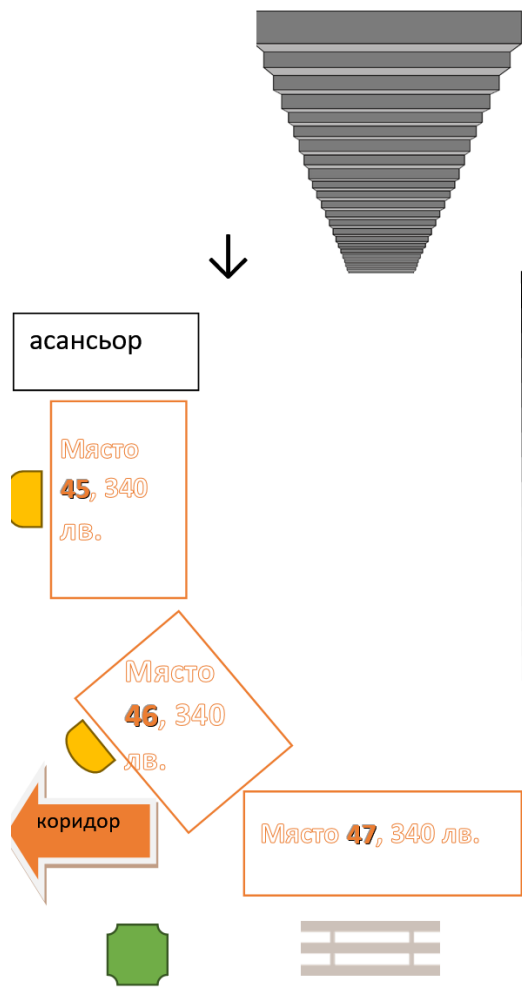 асансьор
Място
45, 340
лв.
Място
46, 340
лв.
коридор
Място 47, 340 лв.